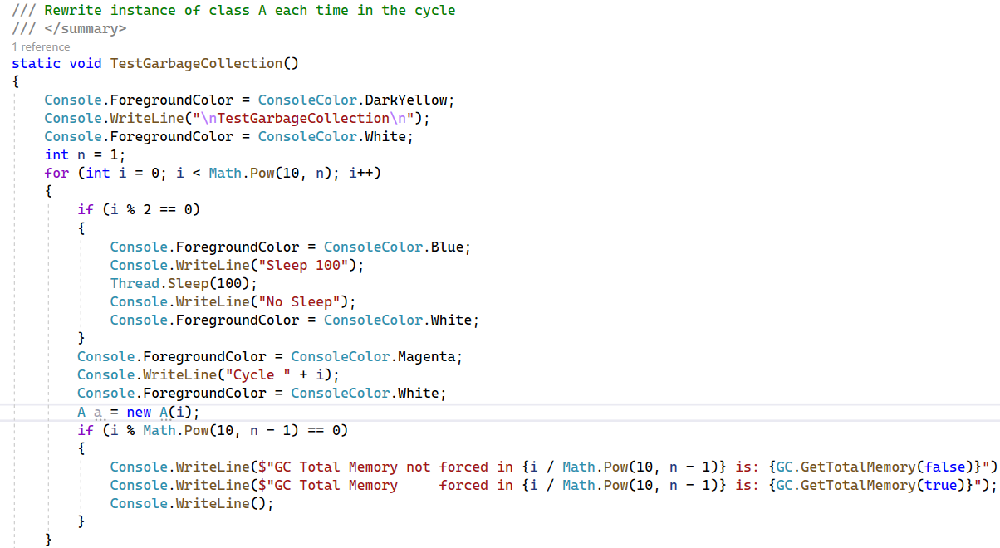 /// Rewrite instance of class A each time in the cycle
/// </summary>
1 reference
static void TestGarbageCollection()
{
    Console.ForegroundColor = ConsoleColor.DarkYellow;
    Console.WriteLine("\nTestGarbageCollection\n");
    Console.ForegroundColor = ConsoleColor.White;
    int n = 1;
    for (int i = 0; i < Math.Pow(10, n); i++)
    {
        if (i % 2 == 0)
        {
            Console.ForegroundColor = ConsoleColor.Blue;
            Console.WriteLine("Sleep 100");
            Thread.Sleep(100);
            Console.WriteLine("No Sleep");
            Console.ForegroundColor = ConsoleColor.White;
        }
        Console.ForegroundColor = ConsoleColor.Magenta;
        Console.WriteLine("Cycle " + i);
        Console.ForegroundColor = ConsoleColor.White;
        A a = new A(i);
        if (i % Math.Pow(10, n - 1) == 0)
        {
            Console.WriteLine($"GC Total Memory not forced in {i / Math.Pow(10, n - 1)} is: {GC.GetTotalMemory(false)}")
            Console.WriteLine($"GC Total Memory     forced in {i / Math.Pow(10, n - 1)} is: {GC.GetTotalMemory(true)}");
            Console.WriteLine();
        }
    }